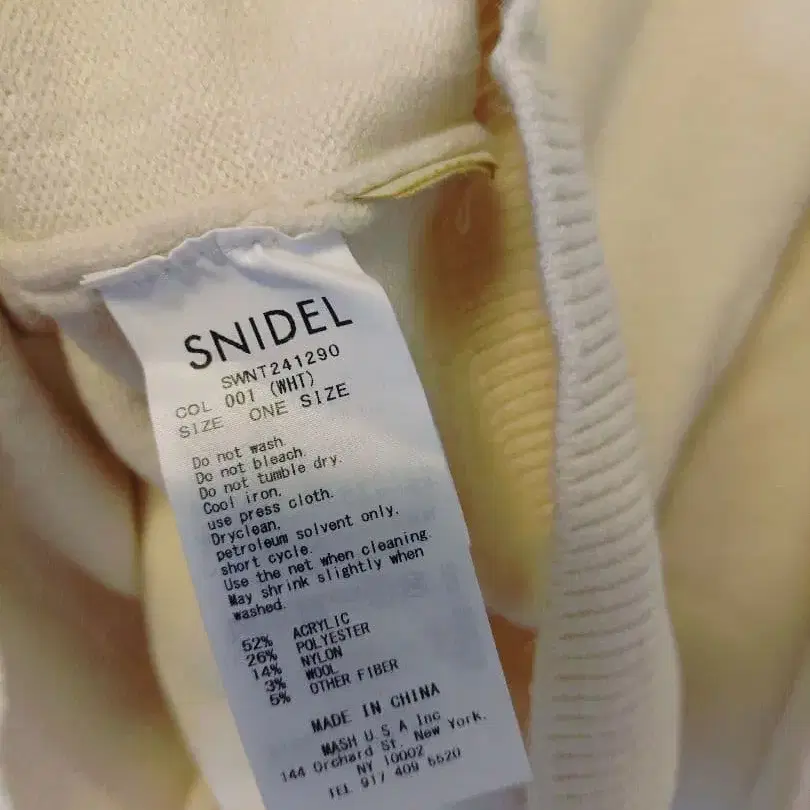 SNIDEL
SWNT241290
COL 001 (WHT)
SIZE ONE SIZE
Do not wash.
Do not bleach.
Do not tumble dry.
Cool iron.
use press cloth.
Dryclean.
petroleum solvent only.
short cycle.
Use the net when cleaning.
May shrink slightly when
washed.
52% ACRYLIC
26% POLYESTER
14% NYLON
3% WOOL
5% OTHER FIBER
MADE IN CHINA
MASH U.S.A Inc
144 Orchard St. New York.
NY 10002
TEL 917 409 5520